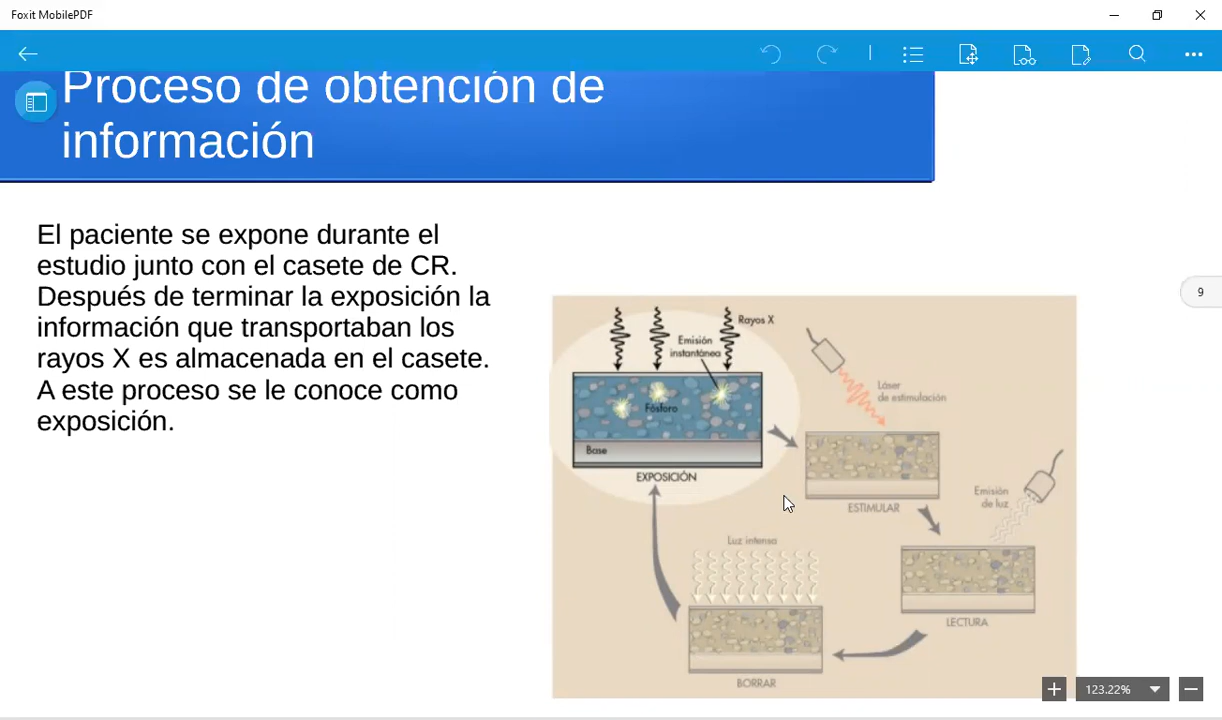 Foxit MobilePDF
Proceso de obtención de
información
El paciente se expone durante el
estudio junto con el casete de CR.
Después de terminar la exposición la
información que transportaban los
rayos X es almacenada en el casete.
A este proceso se le conoce como
exposición.
9
Rayos X
Emisión
instantánea
Fósforo
Base
EXPOSICIÓN
Láser
de estimulación
ESTIMULAR
Emisión
de luz
LECTURA
Luz intensa
BORRAR
123.22%